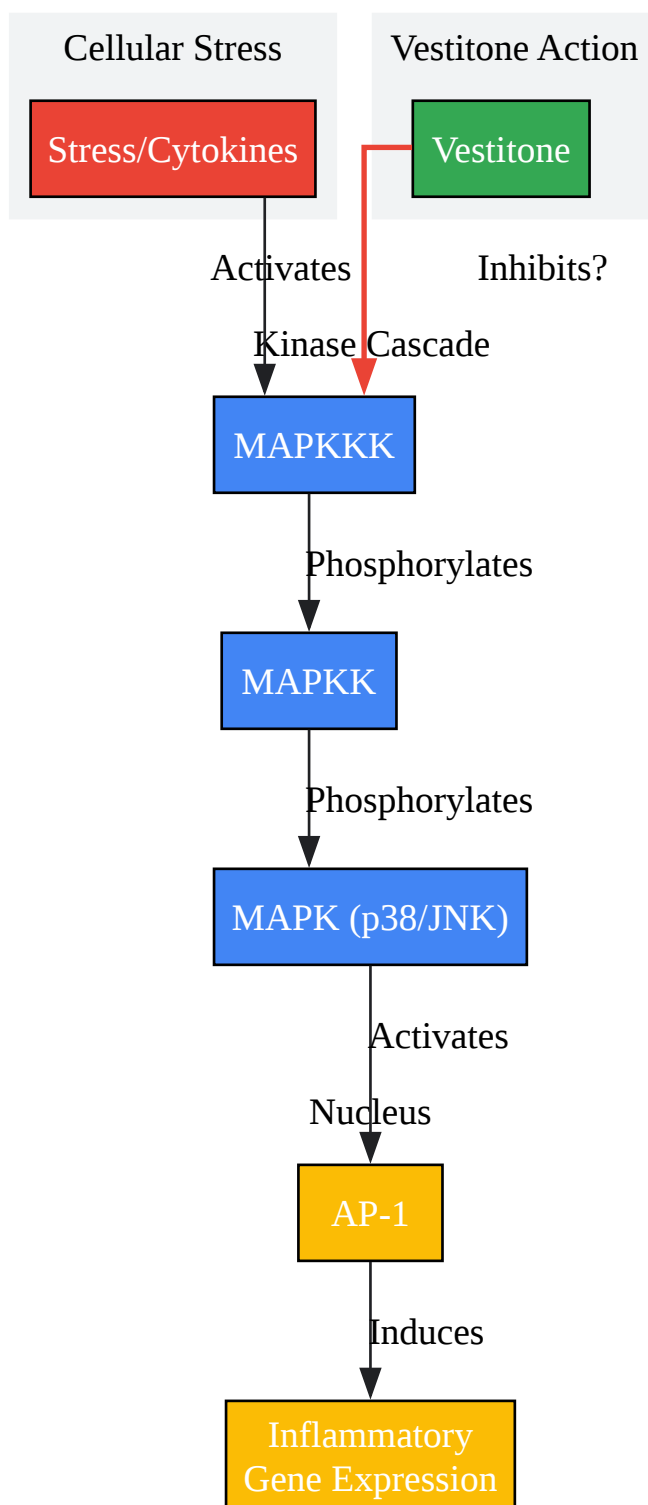 Cellular Stress
Vestitone Action
Stress/Cytokines
Vestitone
Activates
Inhibits?
Kinase Cascade
MAPKKK
Phosphorylates
MAPKK
Phosphorylates
MAPK (p38/JNK)
Activates
Nucleus
AP-1
Induces
Inflammatory
Gene Expression